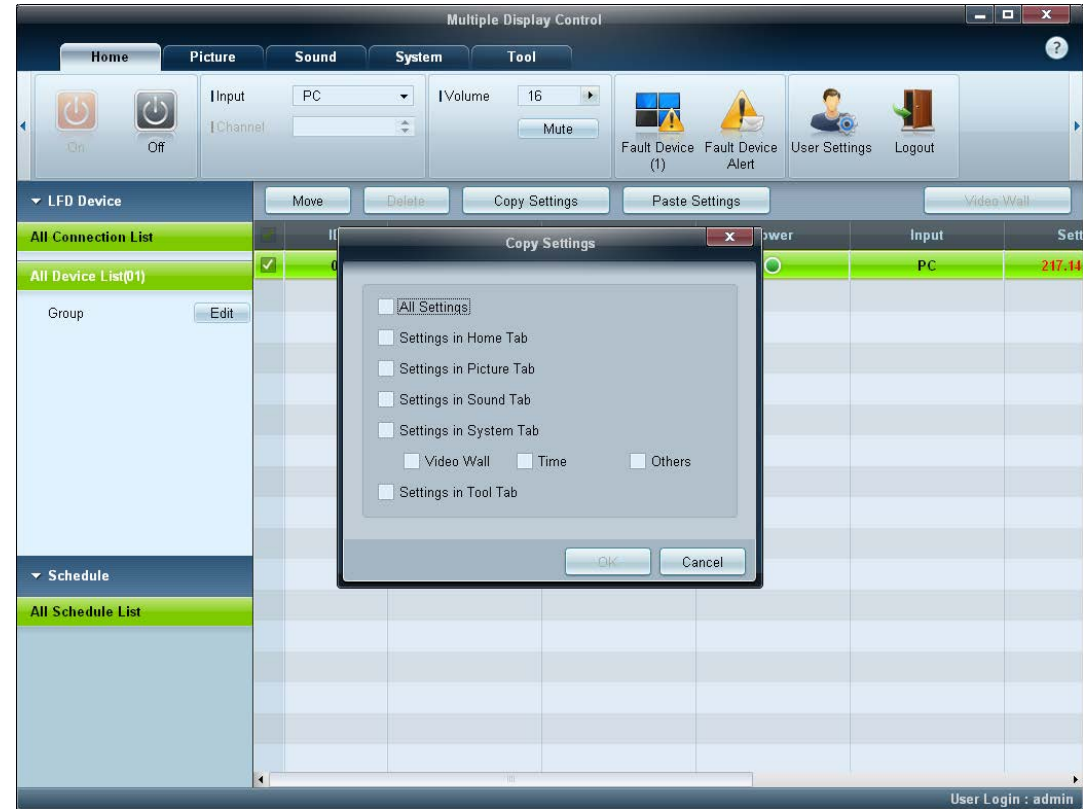 Multiple Display Control
Home Picture Sound System Tool
Input PC
Channel
On Off
Volume 16
Mute
Fault Device (1)
Fault Device Alert
User Settings
Logout
LFD Device
Move Delete Copy Settings Paste Settings Video Wall
All Connection List
Input
All Device List(01)
PC 217.14
Group Edit
Copy Settings
All Settings
Settings in Home Tab
Settings in Picture Tab
Settings in Sound Tab
Settings in System Tab
Video Wall Time Others
Settings in Tool Tab
OK Cancel
Schedule
All Schedule List
User Login : admin